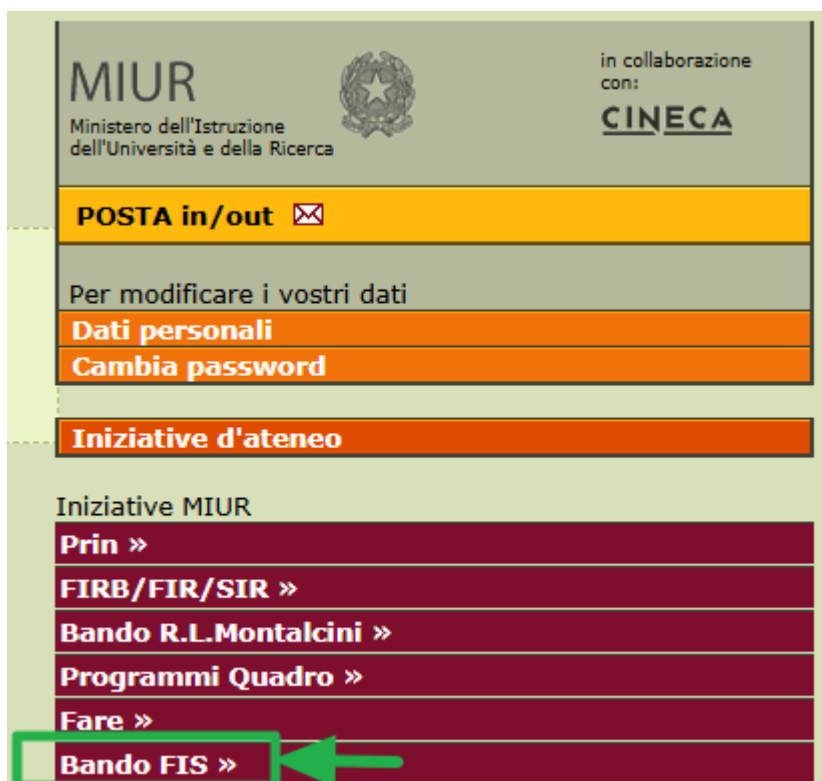 MIUR
Ministero dell'Istruzione
dell'Università e della Ricerca
in collaborazione
con:
CINECA
POSTA in/out
Per modificare i vostri dati
Dati personali
Cambia password
Iniziative d'ateneo
Iniziative MIUR
Prin »
FIRB/FIR/SIR »
Bando R.L.Montalcini »
Programmi Quadro »
Fare »
Bando FIS »